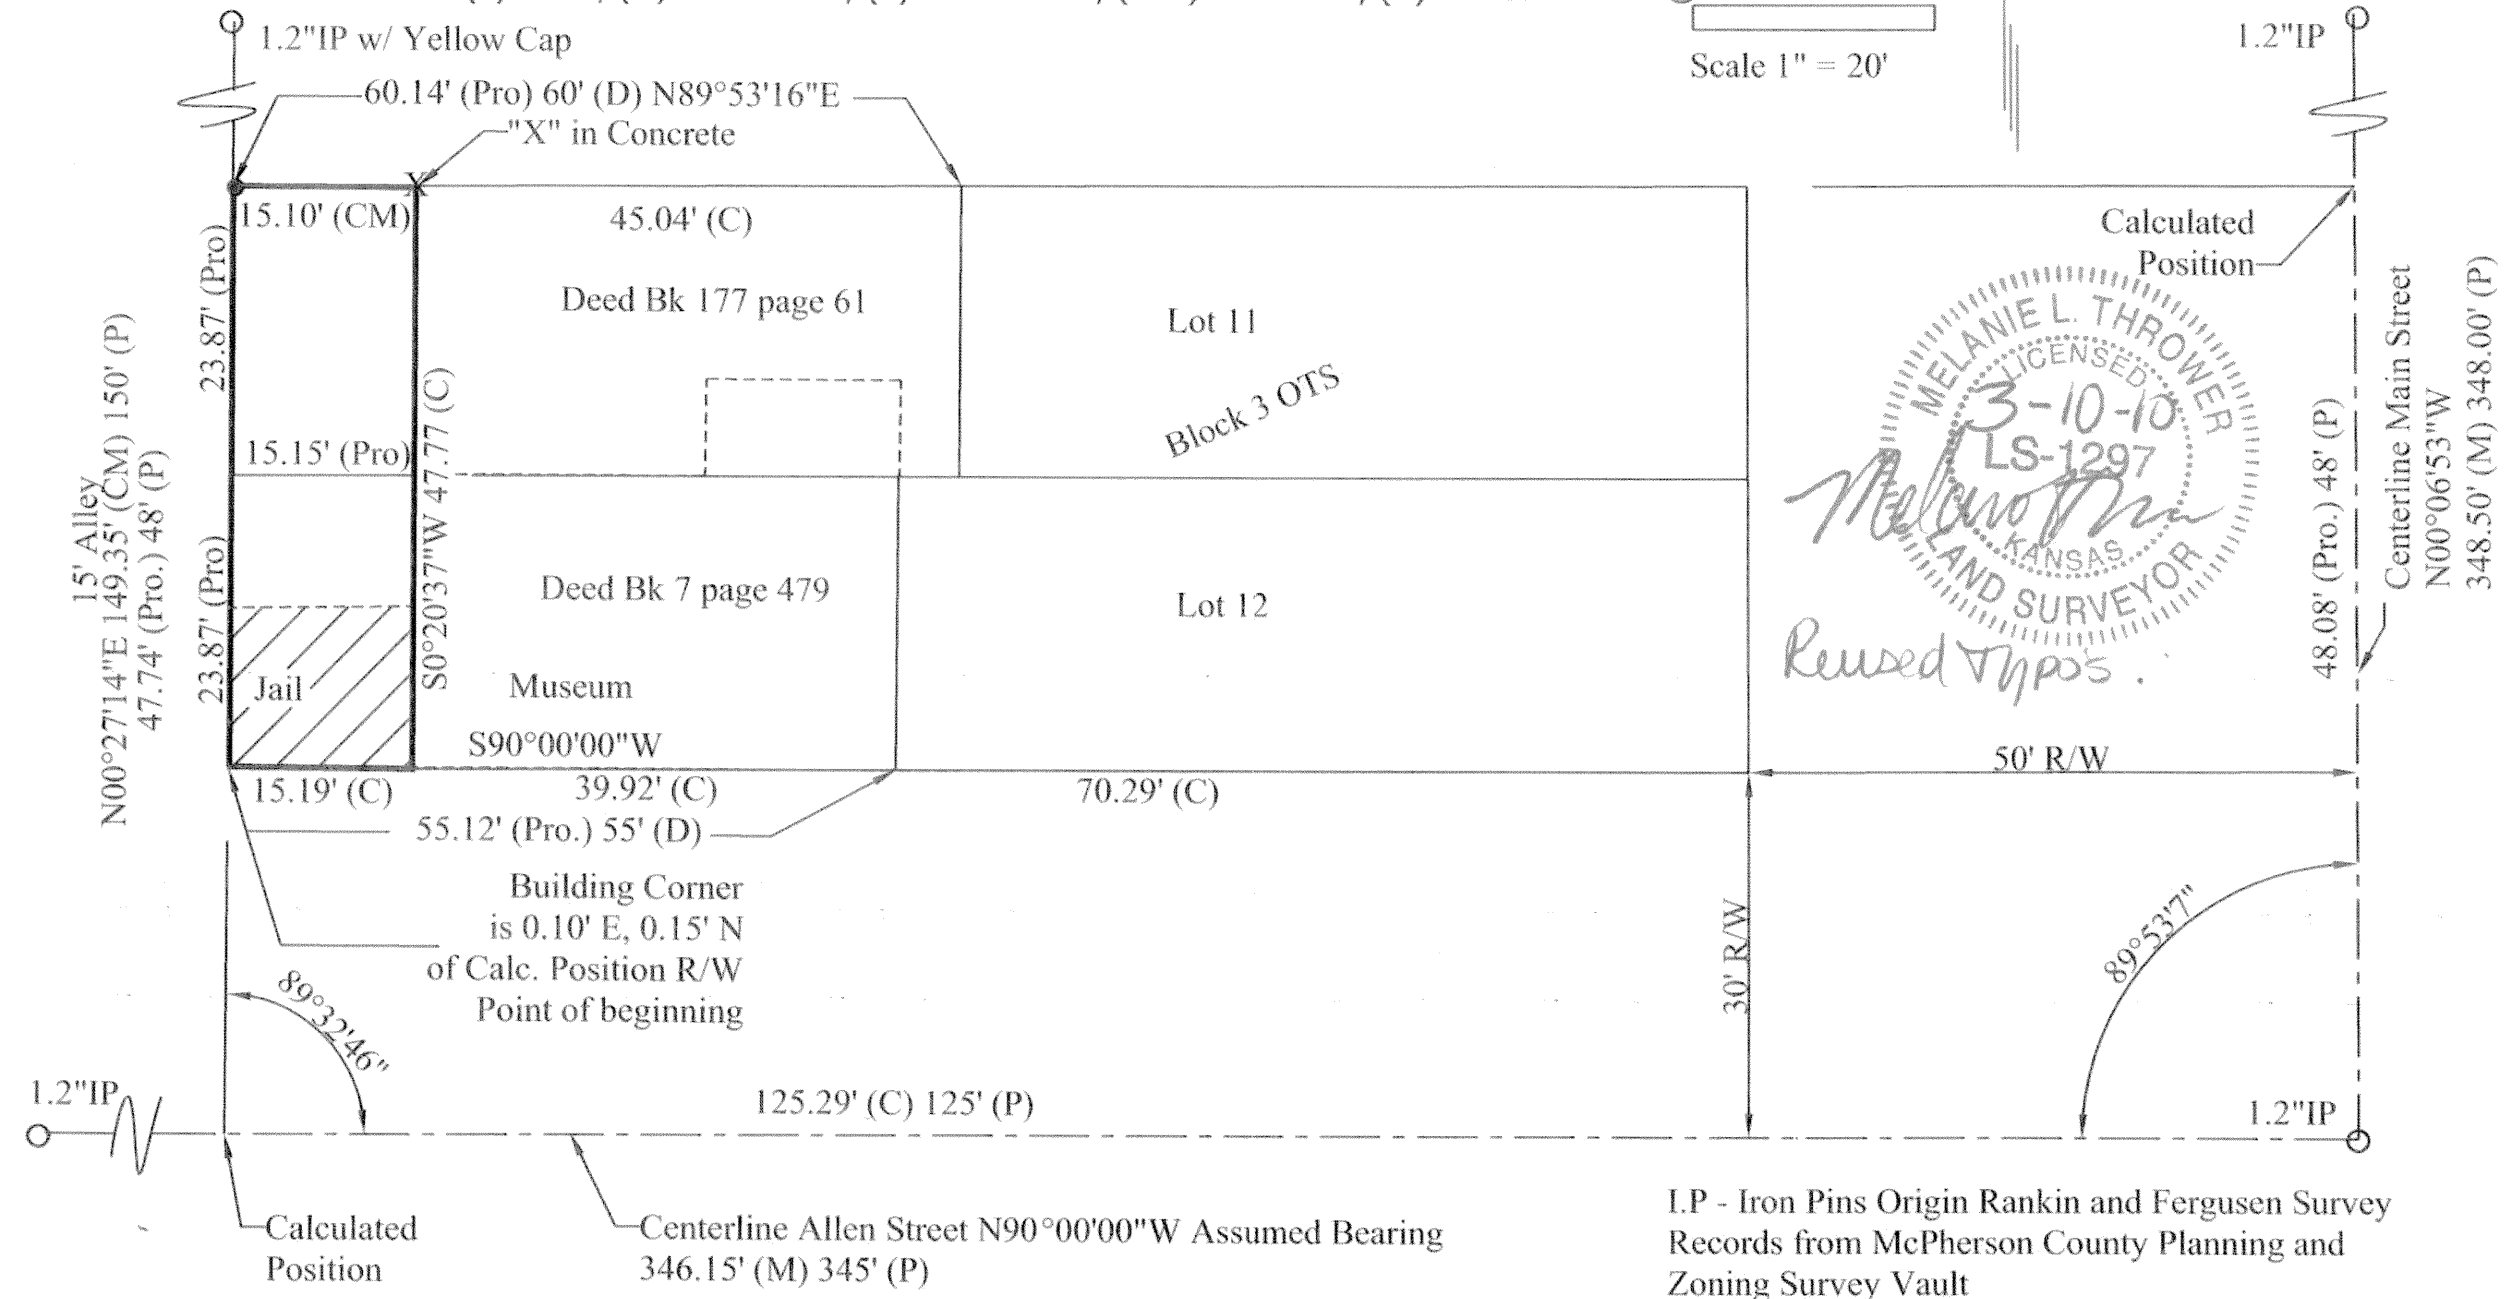 1.2"IP w/ Yellow Cap
60.14' (Pro) 60' (D) N89°53'16"E
"X" in Concrete
Scale 1" = 20'
1.2"IP
X
15.10' (CM)
45.04' (C)
Calculated
Position
23.87' (Pro)
Deed Bk 177 page 61
Lot 11
Block 3 OTS
15.15' (Pro)
S0°20'37"W 47.77 (C)
15' Alley
N00°27'14"E 149.35' (CM) 150' (P)
47.74' (Pro.) 48' (P)
23.87' (Pro)
Deed Bk 7 page 479
Lot 12
Jail
Museum
S90°00'00"W
15.19' (C)
39.92' (C)
70.29' (C)
55.12' (Pro.) 55' (D)
MELANIE L. THROWER
LICENSED
3-10-10
LS-1297
KANSAS
LAND SURVEYOR
Reused Typo's.
48.08' (Pro.) 48' (P)
Centerline Main Street
N00°06'53"W
348.50' (M) 348.00' (P)
50' R/W
Building Corner
is 0.10' E, 0.15' N
of Calc. Position R/W
Point of beginning
30' R/W
89°53'7"
89°32'46"
1.2"IP
125.29' (C) 125' (P)
1.2"IP
Calculated
Position
Centerline Allen Street N90°00'00"W Assumed Bearing
346.15' (M) 345' (P)
I.P - Iron Pins Origin Rankin and Fergusen Survey
Records from McPherson County Planning and
Zoning Survey Vault